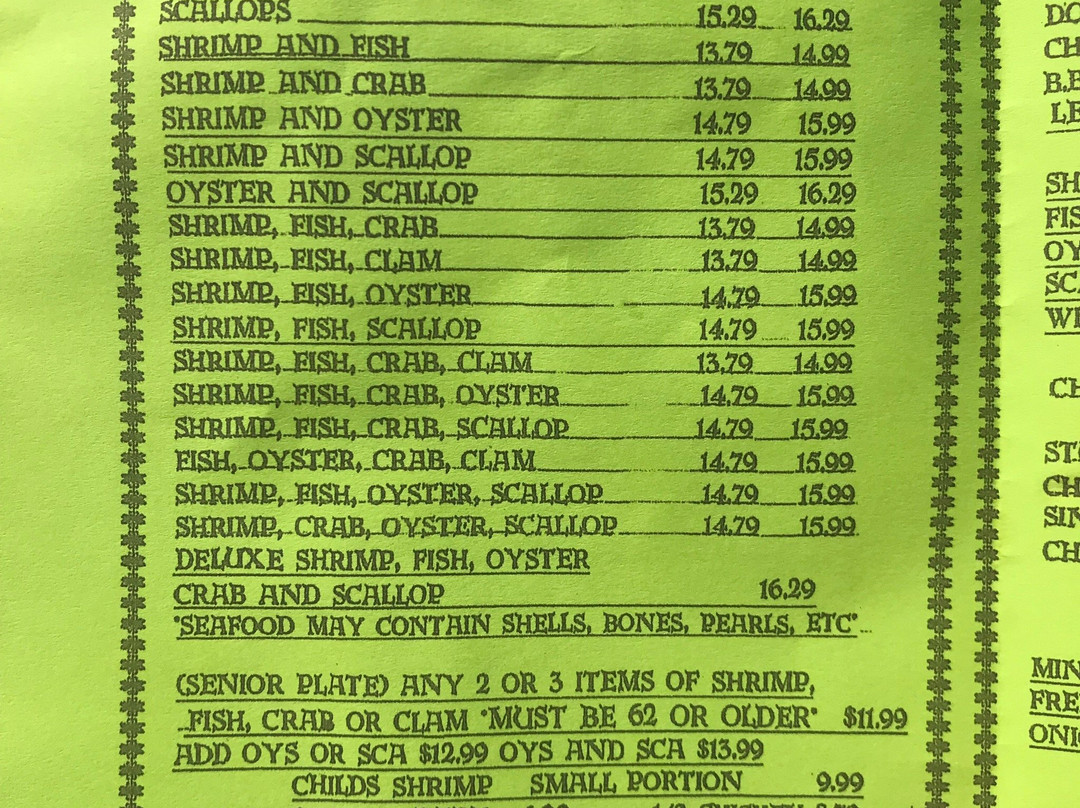 SCALLOPS 15.29 16.29
SHRIMP AND FISH 13.79 14.99
SHRIMP AND CRAB 13.79 14.99
SHRIMP AND OYSTER 14.79 15.99
SHRIMP AND SCALLOP 14.79 15.99
OYSTER AND SCALLOP 15.29 16.29
SHRIMP, FISH, CRAB 13.79 14.99
SHRIMP, FISH, CLAM 13.79 14.99
SHRIMP, FISH, OYSTER 14.79 15.99
SHRIMP, FISH, SCALLOP 14.79 15.99
SHRIMP, FISH, CRAB, CLAM 13.79 14.99
SHRIMP, FISH, CRAB, OYSTER 14.79 15.99
SHRIMP, FISH, CRAB, SCALLOP 14.79 15.99
FISH, OYSTER, CRAB, CLAM 14.79 15.99
SHRIMP, FISH, OYSTER, SCALLOP 14.79 15.99
SHRIMP, CRAB, OYSTER, SCALLOP 14.79 15.99
DELUXE SHRIMP, FISH, OYSTER
CRAB AND SCALLOP 16.29
"SEAFOOD MAY CONTAIN SHELLS, BONES, PEARLS, ETC"
(SENIOR PLATE) ANY 2 OR 3 ITEMS OF SHRIMP,
FISH, CRAB OR CLAM "MUST BE 62 OR OLDER" $11.99
ADD OYS OR SCA $12.99 OYS AND SCA $13.99
CHILDS SHRIMP SMALL PORTION 9.99